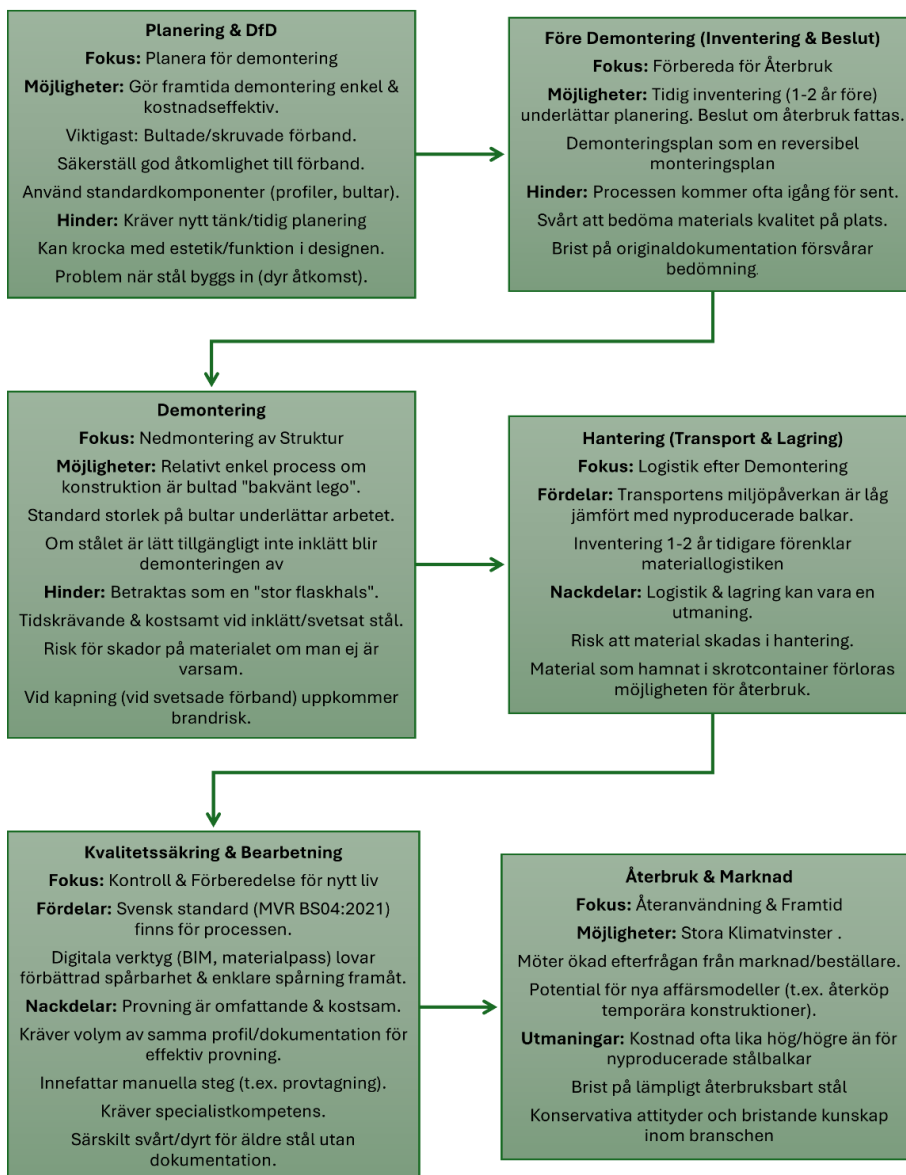 Planering & DfD
Fokus: Planera för demontering
Möjligheter: Gör framtida demontering enkel &
kostnadseffektiv.
Viktigast: Bultade/skruvade förband.
Säkerställ god åtkomlighet till förband.
Använd standardkomponenter (profiler, bultar).
Hinder: Kräver nytt tänk/tidig planering
Kan krocka med estetik/funktion i designen.
Problem när stål byggs in (dyr åtkomst).
Före Demontering (Inventering & Beslut)
Fokus: Förbereda för Återbruk
Möjligheter: Tidig inventering (1-2 år före)
underlättar planering. Beslut om återbruk fattas.
Demonteringsplan som en reversibel
monteringsplan
Hinder: Processen kommer ofta igång för sent.
Svårt att bedöma materials kvalitet på plats.
Brist på originaldokumentation försvårar
bedömning.
Demontering
Fokus: Nedmontering av Struktur
Möjligheter: Relativt enkel process om
konstruktion är bultad "bakvänt lego".
Standard storlek på bultar underlättar arbetet.
Om stålet är lätt tillgängligt inte inklätt blir
demonteringen av
Hinder: Betraktas som en "stor flaskhals".
Tidskrävande & kostsamt vid inklätt/svetsat stål.
Risk för skador på materialet om man ej är
varsam.
Vid kapning (vid svetsade förband) uppkommer
brandrisk.
Hantering (Transport & Lagring)
Fokus: Logistik efter Demontering
Fördelar: Transportens miljöpåverkan är låg
jämfört med nyproducerade balkar.
Inventering 1-2 år tidigare förenklar
materiallogistiken
Nackdelar: Logistik & lagring kan vara en
utmaning.
Risk att material skadas i hantering.
Material som hamnat i skrotcontainer förloras
möjligheten för återbruk.
Kvalitetssäkring & Bearbetning
Fokus: Kontroll & Förberedelse för nytt liv
Fördelar: Svensk standard (MVR BS04:2021)
finns för processen.
Digitala verktyg (BIM, materialpass) lovar
förbättrad spårbarhet & enklare spårning framåt.
Nackdelar: Provning är omfattande & kostsam.
Kräver volym av samma profil/dokumentation för
effektiv provning.
Innefattar manuella steg (t.ex. provtagning).
Kräver specialistkompetens.
Särskilt svårt/dyrt för äldre stål utan
dokumentation.
Återbruk & Marknad
Fokus: Återanvändning & Framtid
Möjligheter: Stora Klimatvinster .
Möter ökad efterfrågan från marknad/beställare.
Potential för nya affärsmodeller (t.ex. återköp
temporära konstruktioner).
Utmaningar: Kostnad ofta lika hög/högre än för
nyproducerade stålbalkar
Brist på lämpligt återbruksbart stål
Konservativa attityder och bristande kunskap
inom branschen